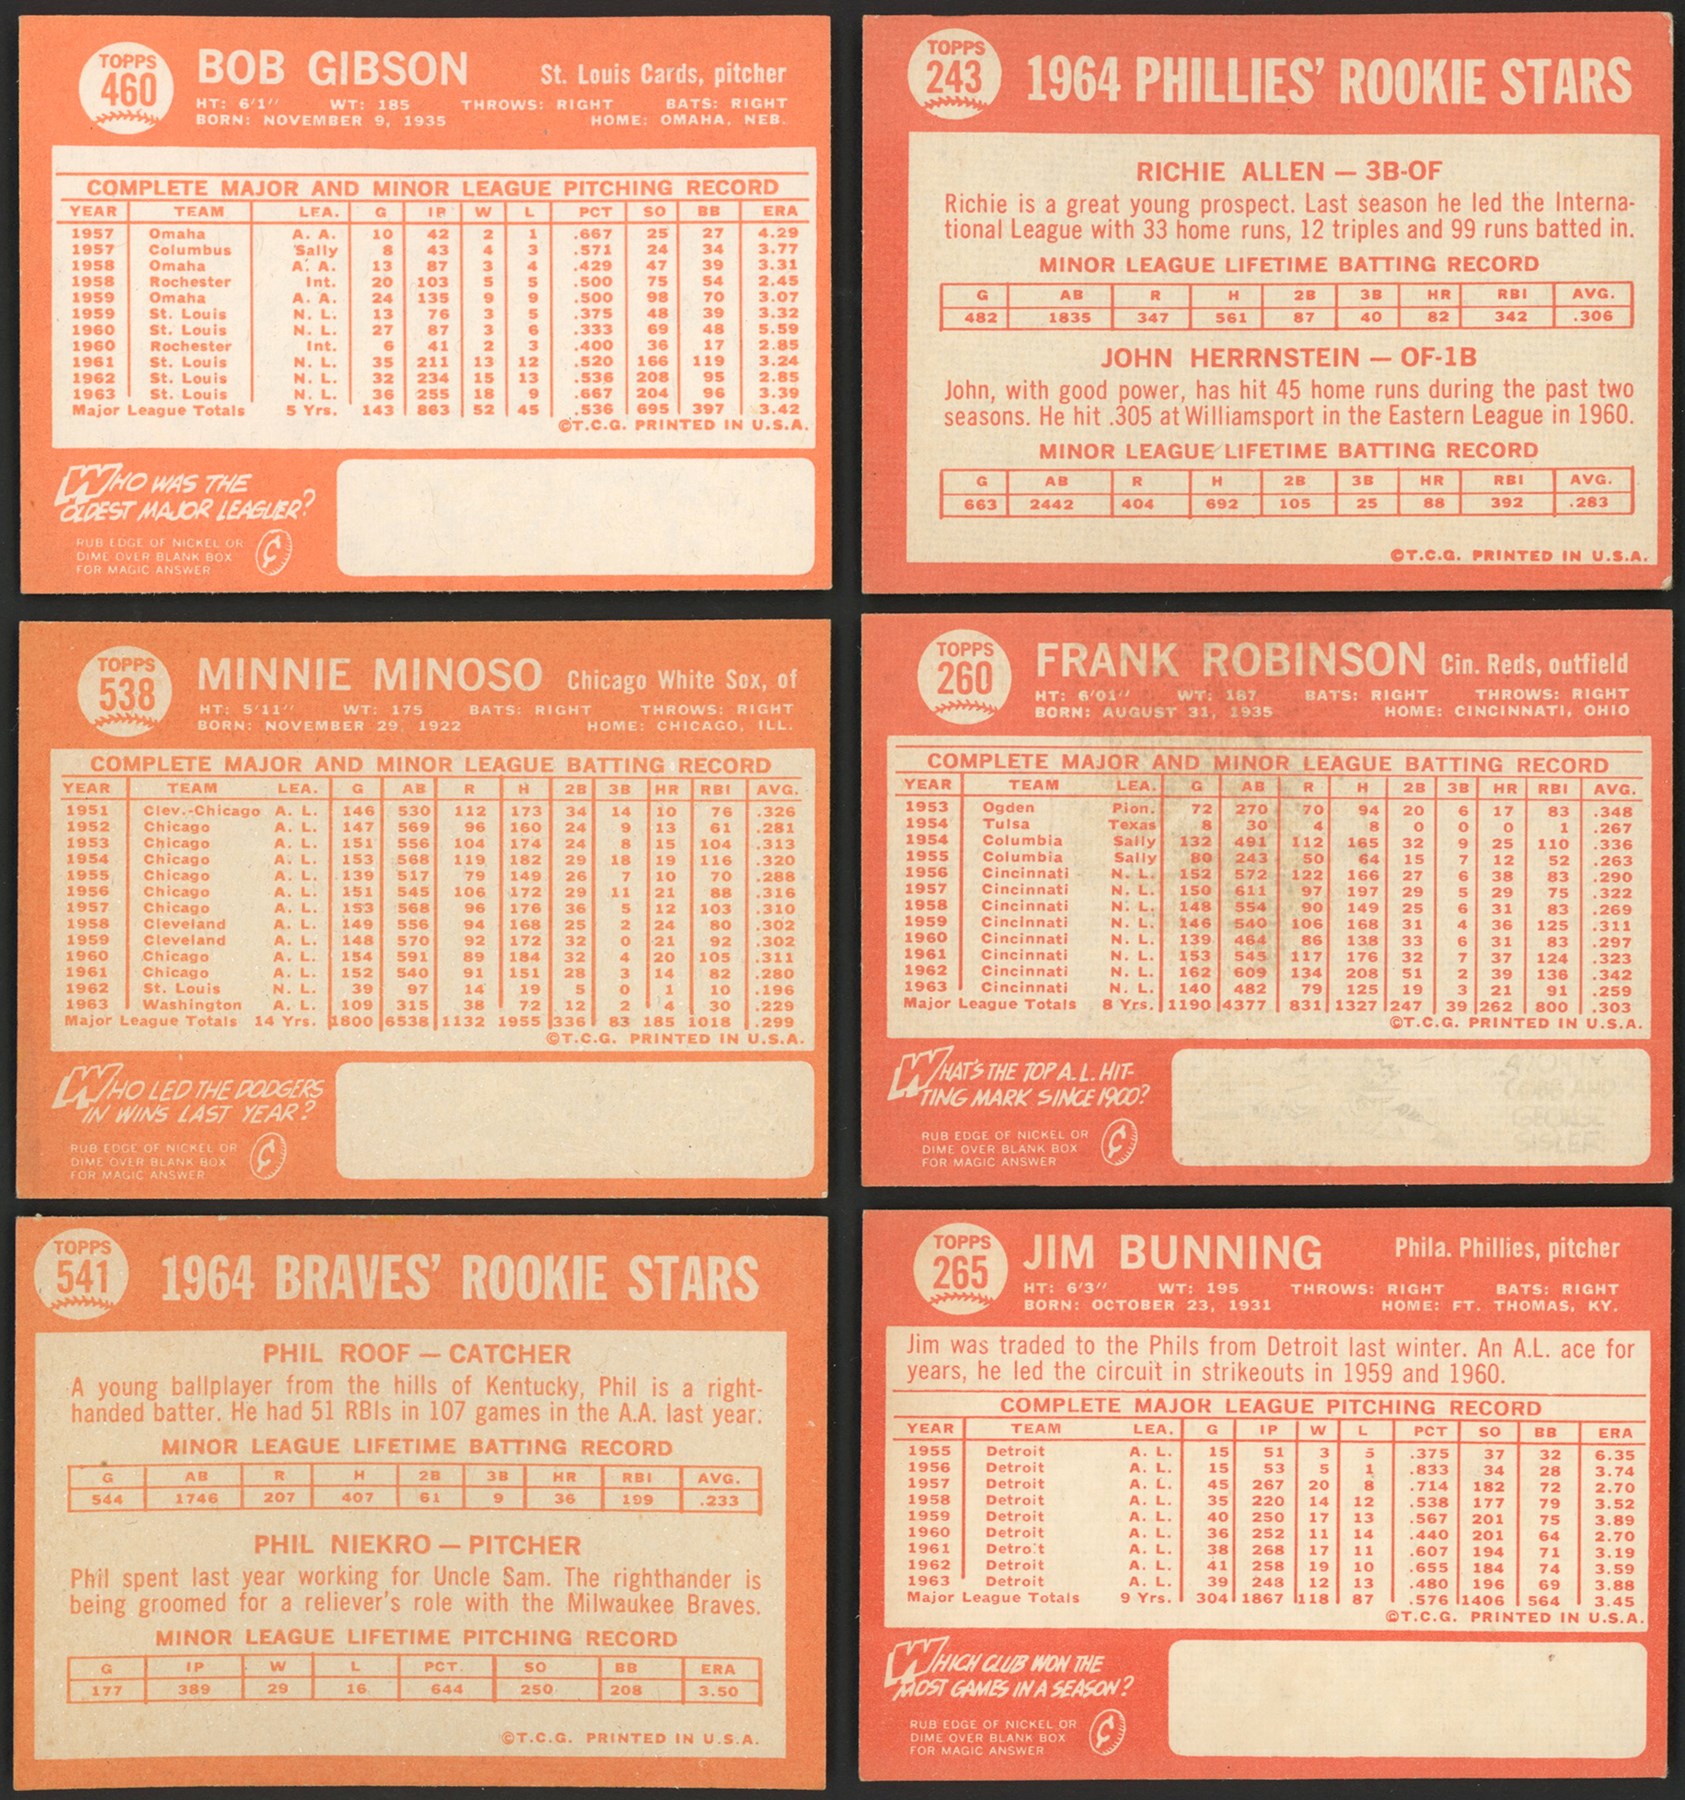 TOPPS
460
BOB GIBSON St. Louis Cards, pitcher
HT: 6'1" WT: 185 THROWS: RIGHT BATS: RIGHT
BORN: NOVEMBER 9, 1935 HOME: OMAHA, NEB.
COMPLETE MAJOR AND MINOR LEAGUE PITCHING RECORD
YEAR TEAM LEA. G IP W L PCT SO BB ERA
1957 Omaha A. A. 10 42 2 1 .667 25 27 4.29
1957 Columbus Sally 8 43 4 3 .571 24 34 3.77
1958 Omaha A. A. 13 87 3 4 .429 47 39 3.31
1958 Rochester Int. 20 103 5 5 .500 75 54 2.45
1959 Omaha A. A. 24 135 9 9 .500 98 70 3.07
1959 St. Louis N. L. 13 76 3 5 .375 48 39 3.32
1960 St. Louis N. L. 27 87 3 6 .333 69 48 5.59
1960 Rochester Int. 6 41 2 3 .400 36 17 2.85
1961 St. Louis N. L. 35 211 13 12 .520 166 119 3.24
1962 St. Louis N. L. 32 234 15 13 .536 208 95 2.85
1963 St. Louis N. L. 36 255 18 9 .667 204 96 3.39
Major League Totals 5 Yrs. 143 863 52 45 .536 695 397 3.42
©T.C.G. PRINTED IN U.S.A.
WHO WAS THE
OLDEST MAJOR LEAGUER?
RUB EDGE OF NICKEL OR
DIME OVER BLANK BOX
FOR MAGIC ANSWER
TOPPS
243
1964 PHILLIES' ROOKIE STARS
RICHIE ALLEN — 3B-OF
Richie is a great young prospect. Last season he led the Interna-
tional League with 33 home runs, 12 triples and 99 runs batted in.
MINOR LEAGUE LIFETIME BATTING RECORD
G AB R H 2B 3B HR RBI AVG.
482 1835 347 561 87 40 82 342 .306
JOHN HERRNSTEIN — OF-1B
John, with good power, has hit 45 home runs during the past two
seasons. He hit .305 at Williamsport in the Eastern League in 1960.
MINOR LEAGUE LIFETIME BATTING RECORD
G AB R H 2B 3B HR RBI AVG.
663 2442 404 692 105 25 88 392 .283
©T.C.G. PRINTED IN U.S.A.
TOPPS
538
MINNIE MINOSO Chicago White Sox, of
HT: 5'11" WT: 175 BATS: RIGHT THROWS: RIGHT
BORN: NOVEMBER 29, 1922 HOME: CHICAGO, ILL.
COMPLETE MAJOR AND MINOR LEAGUE BATTING RECORD
YEAR TEAM LEA. G AB R H 2B 3B HR RBI AVG.
1951 Clev.-Chicago A. L. 146 530 112 173 34 14 10 76 .326
1952 Chicago A. L. 147 569 96 160 24 9 13 61 .281
1953 Chicago A. L. 151 556 104 174 24 8 15 104 .313
1954 Chicago A. L. 153 568 119 182 29 18 19 116 .320
1955 Chicago A. L. 139 517 79 149 26 7 10 70 .288
1956 Chicago A. L. 151 545 106 172 29 11 21 88 .316
1957 Chicago A. L. 153 568 96 176 36 5 12 103 .310
1958 Cleveland A. L. 149 556 94 168 25 2 24 80 .302
1959 Cleveland A. L. 148 570 92 172 32 0 21 92 .302
1960 Chicago A. L. 154 591 89 184 32 4 20 105 .311
1961 Chicago A. L. 152 540 91 151 28 3 14 82 .280
1962 St. Louis N. L. 39 97 14 19 5 0 1 10 .196
1963 Washington A. L. 109 315 38 72 12 2 4 30 .229
Major League Totals 14 Yrs. 1800 6538 1132 1955 336 83 185 1018 .299
©T.C.G. PRINTED IN U.S.A.
WHO LED THE DODGERS
IN WINS LAST YEAR?
RUB EDGE OF NICKEL OR
DIME OVER BLANK BOX
FOR MAGIC ANSWER
TOPPS
260
FRANK ROBINSON Cin. Reds, outfield
HT: 6'01" WT: 187 BATS: RIGHT THROWS: RIGHT
BORN: AUGUST 31, 1935 HOME: CINCINNATI, OHIO
COMPLETE MAJOR AND MINOR LEAGUE BATTING RECORD
YEAR TEAM LEA. G AB R H 2B 3B HR RBI AVG.
1953 Ogden Pion. 72 270 70 94 20 6 17 83 .348
1954 Tulsa Texas 8 30 4 8 0 0 0 1 .267
1954 Columbia Sally 132 491 112 165 32 9 25 110 .336
1955 Columbia Sally 80 243 50 64 15 7 12 52 .263
1956 Cincinnati N. L. 152 572 122 166 27 6 38 83 .290
1957 Cincinnati N. L. 150 611 97 197 29 5 29 75 .322
1958 Cincinnati N. L. 148 554 90 149 25 6 31 83 .269
1959 Cincinnati N. L. 146 540 106 168 31 4 36 125 .311
1960 Cincinnati N. L. 139 464 86 138 33 6 31 83 .297
1961 Cincinnati N. L. 153 545 117 176 32 7 37 124 .323
1962 Cincinnati N. L. 162 609 134 208 51 2 39 136 .342
1963 Cincinnati N. L. 140 482 79 125 19 3 21 91 .259
Major League Totals 8 Yrs. 1190 4377 831 1327 247 39 262 800 .303
©T.C.G. PRINTED IN U.S.A.
WHAT'S THE TOP A.L. HIT-
TING MARK SINCE 1900?
RUB EDGE OF NICKEL OR
DIME OVER BLANK BOX
FOR MAGIC ANSWER
COBB AND
GEORGE
SISLER
TOPPS
541
1964 BRAVES' ROOKIE STARS
PHIL ROOF — CATCHER
A young ballplayer from the hills of Kentucky, Phil is a right-
handed batter. He had 51 RBIs in 107 games in the A.A. last year.
MINOR LEAGUE LIFETIME BATTING RECORD
G AB R H 2B 3B HR RBI AVG.
544 1746 207 407 61 9 36 199 .233
PHIL NIEKRO — PITCHER
Phil spent last year working for Uncle Sam. The righthander is
being groomed for a reliever's role with the Milwaukee Braves.
MINOR LEAGUE LIFETIME PITCHING RECORD
G IP W L PCT. SO BB ERA
177 389 29 16 644 250 208 3.50
©T.C.G. PRINTED IN U.S.A.
TOPPS
265
JIM BUNNING Phila. Phillies, pitcher
HT: 6'3" WT: 195 THROWS: RIGHT BATS: RIGHT
BORN: OCTOBER 23, 1931 HOME: FT. THOMAS, KY.
Jim was traded to the Phils from Detroit last winter. An A.L. ace for
years, he led the circuit in strikeouts in 1959 and 1960.
COMPLETE MAJOR LEAGUE PITCHING RECORD
YEAR TEAM LEA. G IP W L PCT SO BB ERA
1955 Detroit A. L. 15 51 3 5 .375 37 32 6.35
1956 Detroit A. L. 15 53 5 1 .833 34 28 3.74
1957 Detroit A. L. 45 267 20 8 .714 182 72 2.70
1958 Detroit A. L. 35 220 14 12 .538 177 79 3.52
1959 Detroit A. L. 40 250 17 13 .567 201 75 3.89
1960 Detroit A. L. 36 252 11 14 .440 201 64 2.70
1961 Detroit A. L. 38 268 17 11 .607 194 71 3.19
1962 Detroit A. L. 41 258 19 10 .655 184 74 3.59
1963 Detroit A. L. 39 248 12 13 .480 196 69 3.88
Major League Totals 9 Yrs. 304 1867 118 87 .576 1406 564 3.45
©T.C.G. PRINTED IN U.S.A.
WHICH CLUB WON THE
MOST GAMES IN A SEASON?
RUB EDGE OF NICKEL OR
DIME OVER BLANK BOX
FOR MAGIC ANSWER